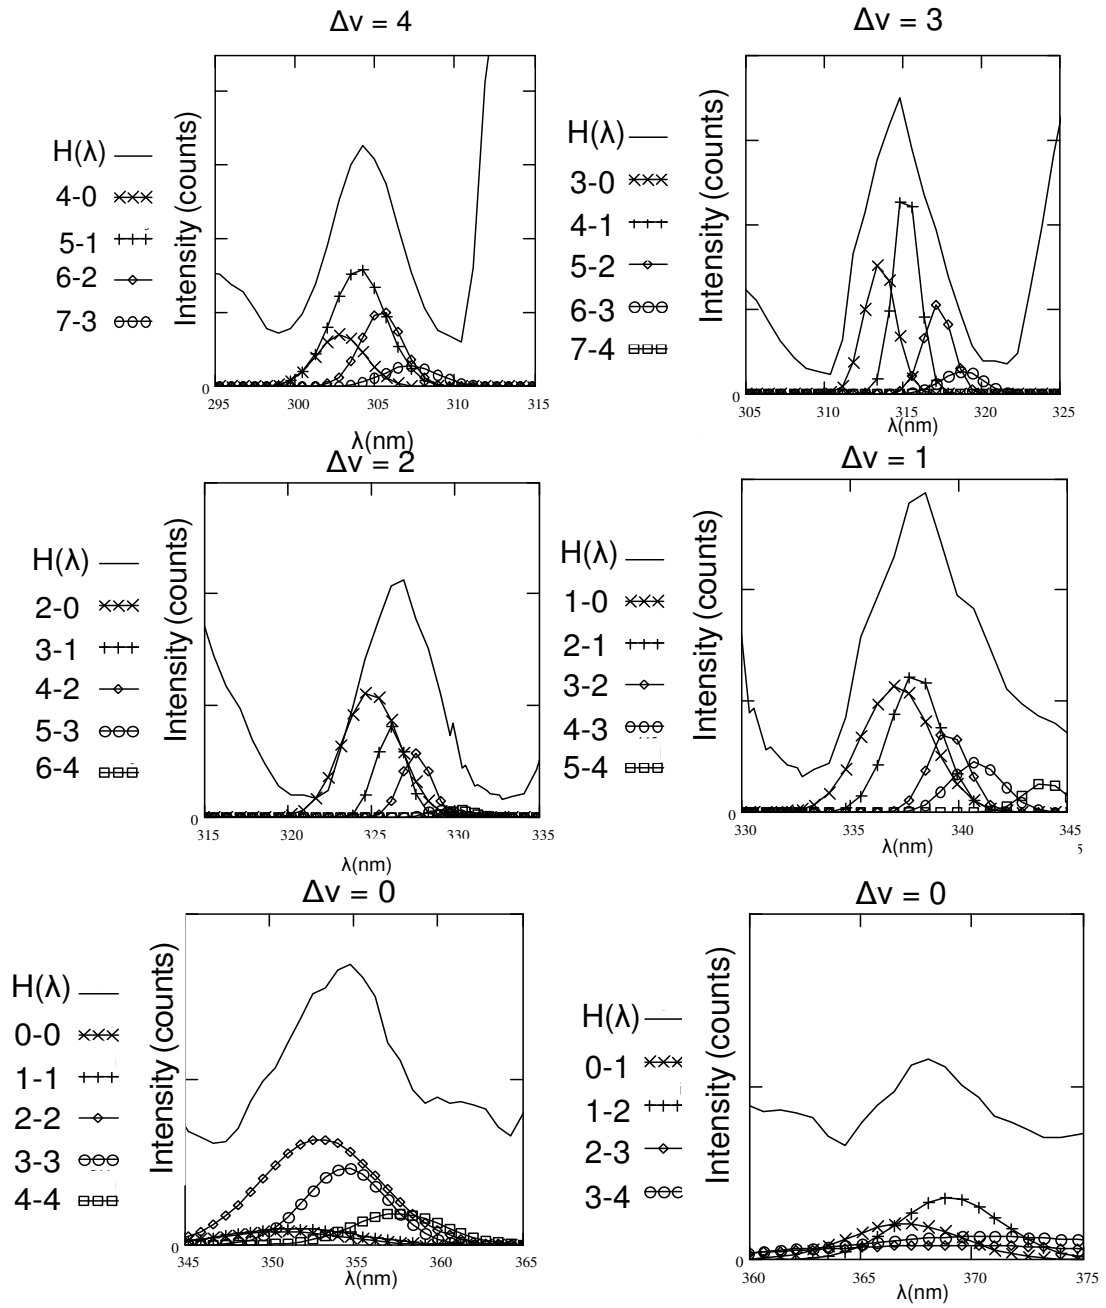 Δv = 4
Intensity (counts)
H(λ)
4-0
5-1
6-2
7-3
0
295
300
305
310
315
λ(nm)
Δv = 3
Intensity (counts)
H(λ)
3-0
4-1
5-2
6-3
7-4
0
305
310
315
320
325
λ(nm)
Δv = 2
Intensity (counts)
H(λ)
2-0
3-1
4-2
5-3
6-4
0
315
320
325
330
335
λ(nm)
Δv = 1
Intensity (counts)
H(λ)
1-0
2-1
3-2
4-3
5-4
0
330
335
340
345
λ(nm)
5
Δv = 0
Intensity (counts)
H(λ)
0-0
1-1
2-2
3-3
4-4
0
345
350
355
360
365
λ(nm)
Δv = 0
Intensity (counts)
H(λ)
0-1
1-2
2-3
3-4
0
360
365
370
375
λ(nm)